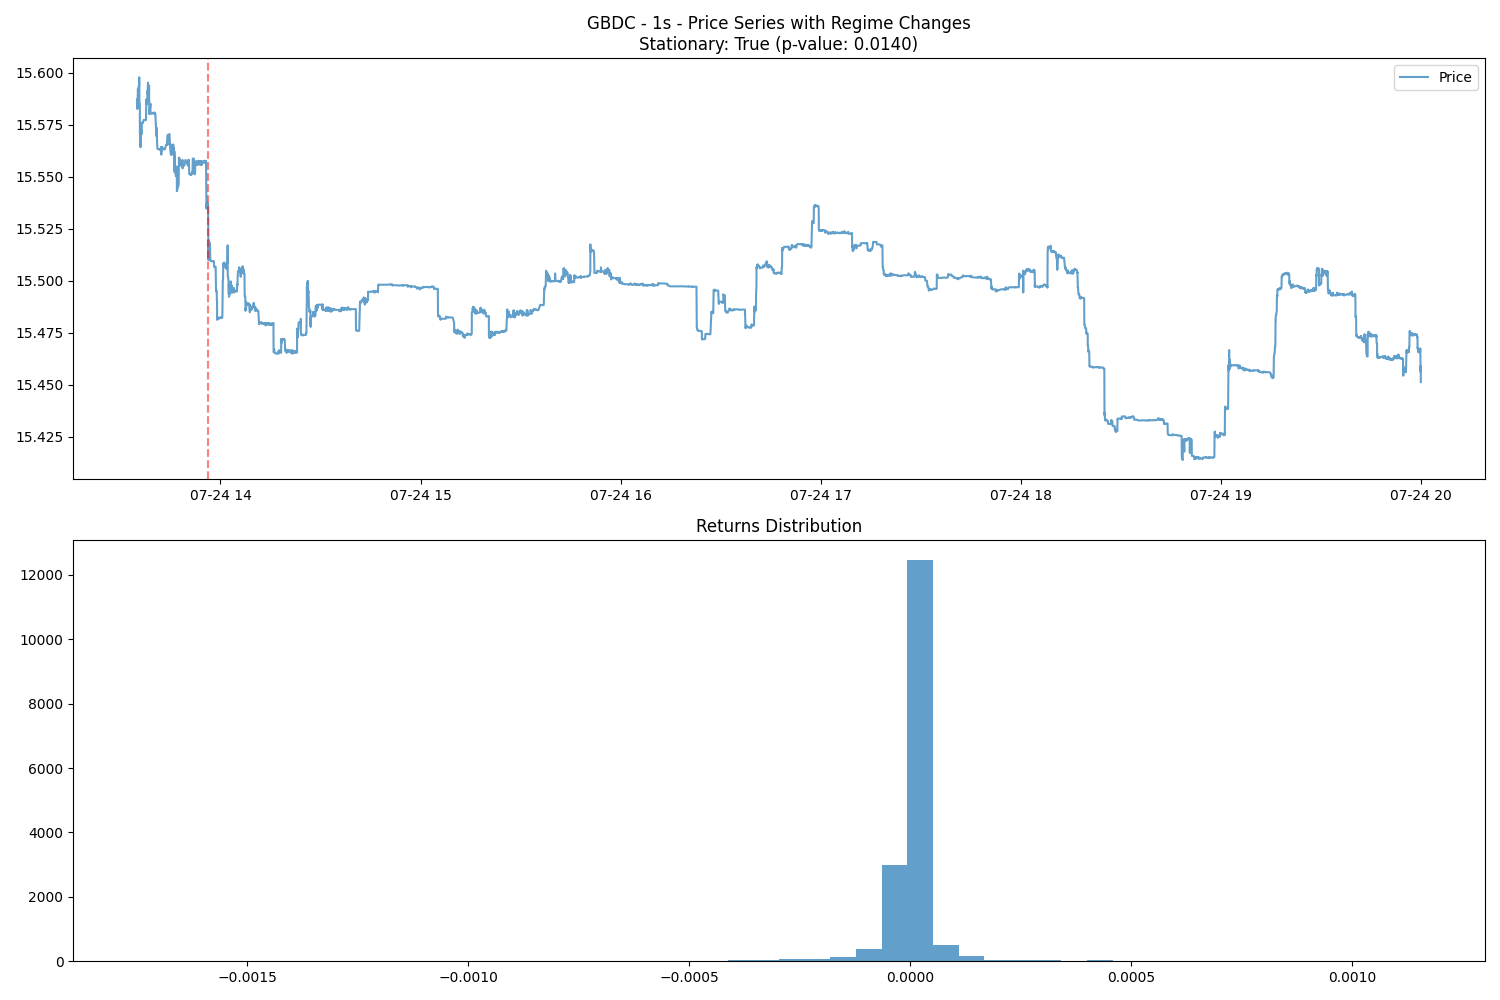 GBDC - 1s - Price Series with Regime Changes
Stationary: True (p-value: 0.0140)
Price
15.600
15.575
15.550
15.525
15.500
15.475
15.450
15.425
07-24 14 07-24 15 07-24 16 07-24 17 07-24 18 07-24 19 07-24 20
Returns Distribution
12000
10000
8000
6000
4000
2000
0
−0.0015 −0.0010 −0.0005 0.0000 0.0005 0.0010